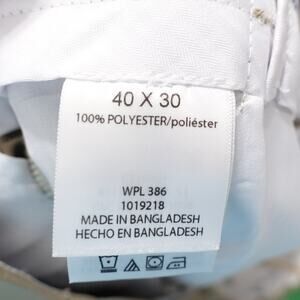 40 X 30
100% POLYESTER/poliéster
WPL 386
1019218
MADE IN BANGLADESH
HECHO EN BANGLADESH